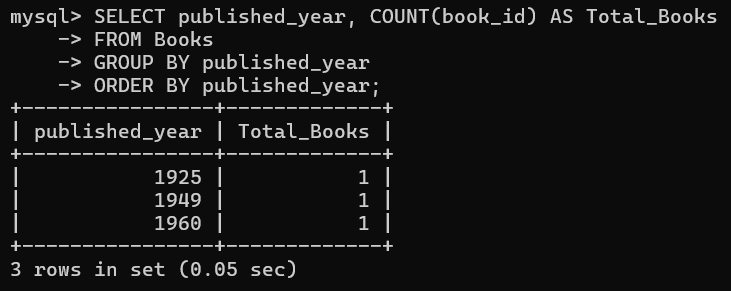 mysql> SELECT published_year, COUNT(book_id) AS Total_Books
    -> FROM Books
    -> GROUP BY published_year
    -> ORDER BY published_year;
+----------------+-------------+
| published_year | Total_Books |
+----------------+-------------+
|           1925 |           1 |
|           1949 |           1 |
|           1960 |           1 |
+----------------+-------------+
3 rows in set (0.05 sec)